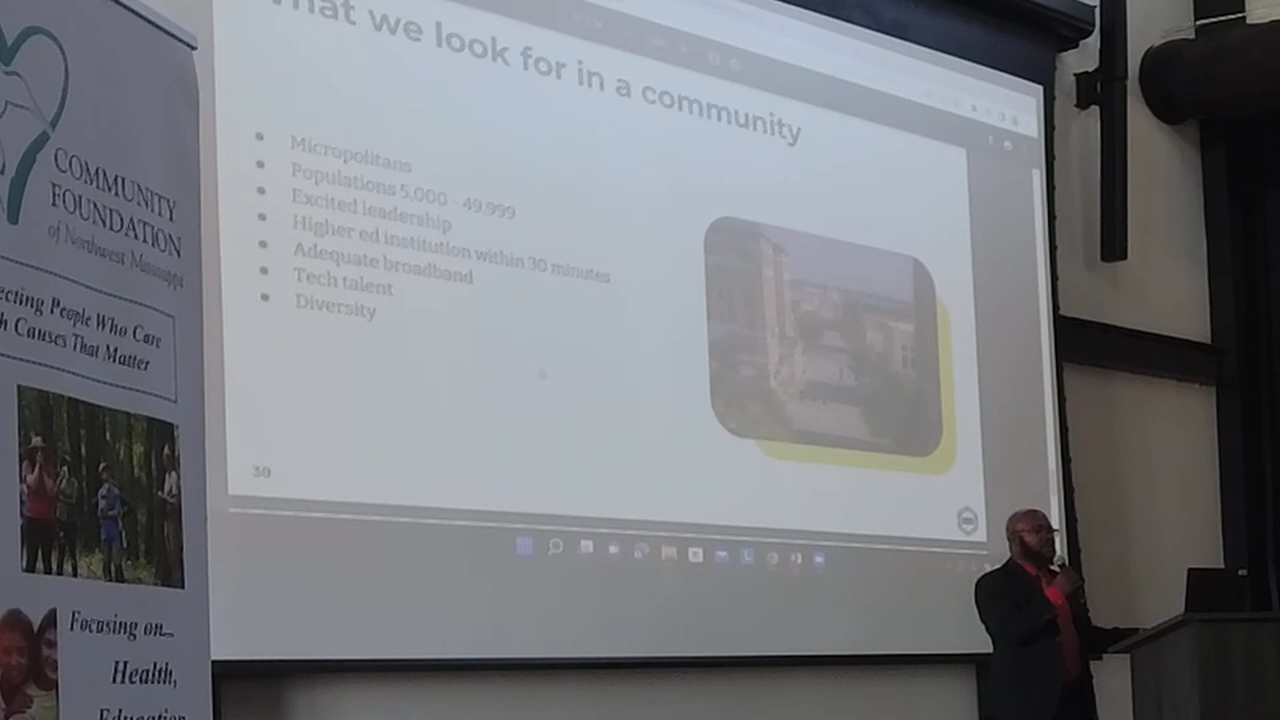 What we look for in a community
Micropolitans
Populations 5,000 - 49,999
Excited leadership
Higher ed institution within 30 minutes
Adequate broadband
Tech talent
Diversity
30
COMMUNITY
FOUNDATION
of Northwest Mississippi
ecting People Who Care
h Causes That Matter
Focusing on...
Health,
Education